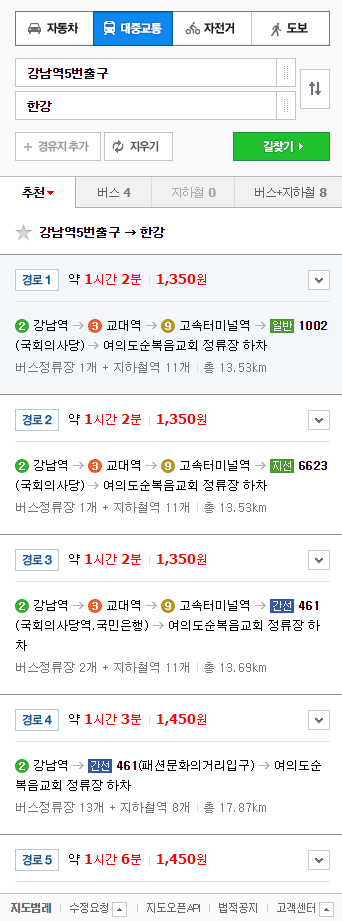 자동차 대중교통 자전거 도보
강남역5번출구
한강
+ 경유지 추가 지우기 길찾기
추천 버스 4 지하철 0 버스+지하철 8
강남역5번출구 → 한강
경로 1 약 1시간 2분 1,350원
2 강남역 → 3 교대역 → 9 고속터미널역 → 일반 1002
(국회의사당) → 여의도순복음교회 정류장 하차
버스정류장 1개 + 지하철역 11개 | 총 13.53km
경로 2 약 1시간 2분 1,350원
2 강남역 → 3 교대역 → 9 고속터미널역 → 지선 6623
(국회의사당) → 여의도순복음교회 정류장 하차
버스정류장 1개 + 지하철역 11개 | 총 13.53km
경로 3 약 1시간 2분 1,350원
2 강남역 → 3 교대역 → 9 고속터미널역 → 간선 461
(국회의사당역.국민은행) → 여의도순복음교회 정류장 하
차
버스정류장 2개 + 지하철역 11개 | 총 13.69km
경로 4 약 1시간 3분 1,450원
2 강남역 → 간선 461(패션문화의거리입구) → 여의도순
복음교회 정류장 하차
버스정류장 13개 + 지하철역 8개 | 총 17.87km
경로 5 약 1시간 6분 1,450원
지도범례 | 수정요청 | 지도오픈API | 법적공지 | 고객센터